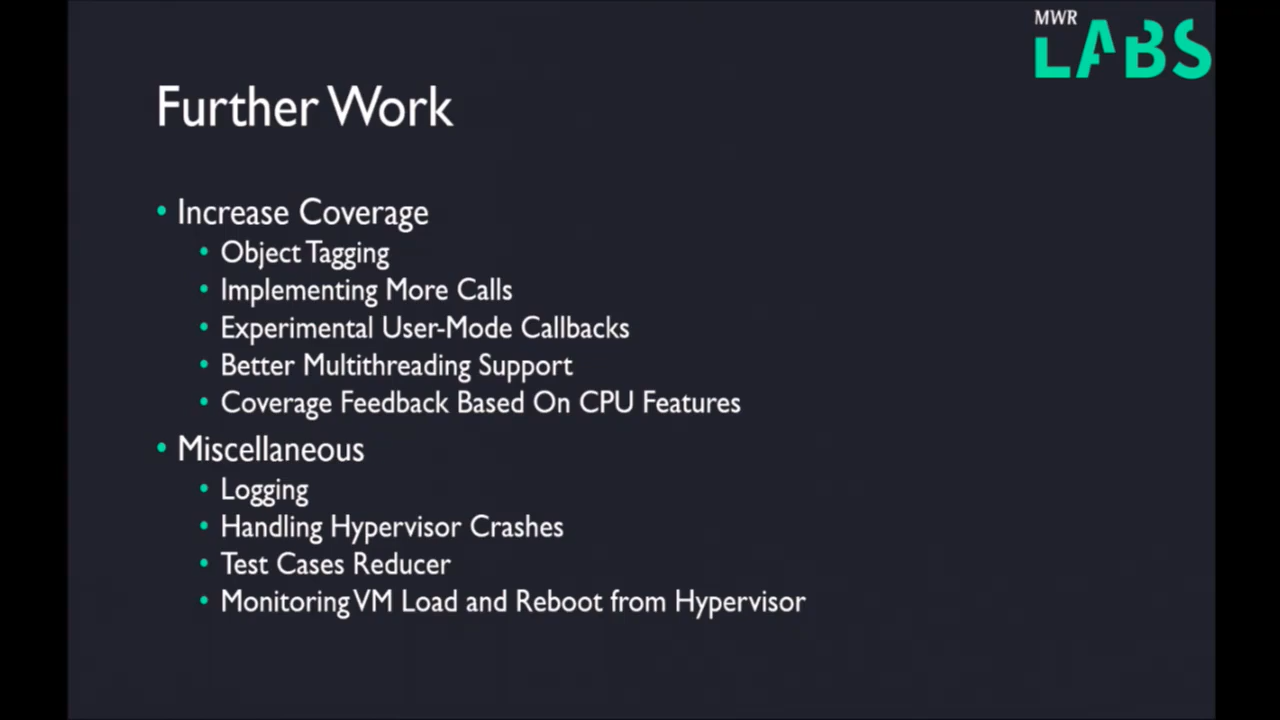 MWR
LABS
Further Work
• Increase Coverage
• Object Tagging
• Implementing More Calls
• Experimental User-Mode Callbacks
• Better Multithreading Support
• Coverage Feedback Based On CPU Features
• Miscellaneous
• Logging
• Handling Hypervisor Crashes
• Test Cases Reducer
• Monitoring VM Load and Reboot from Hypervisor